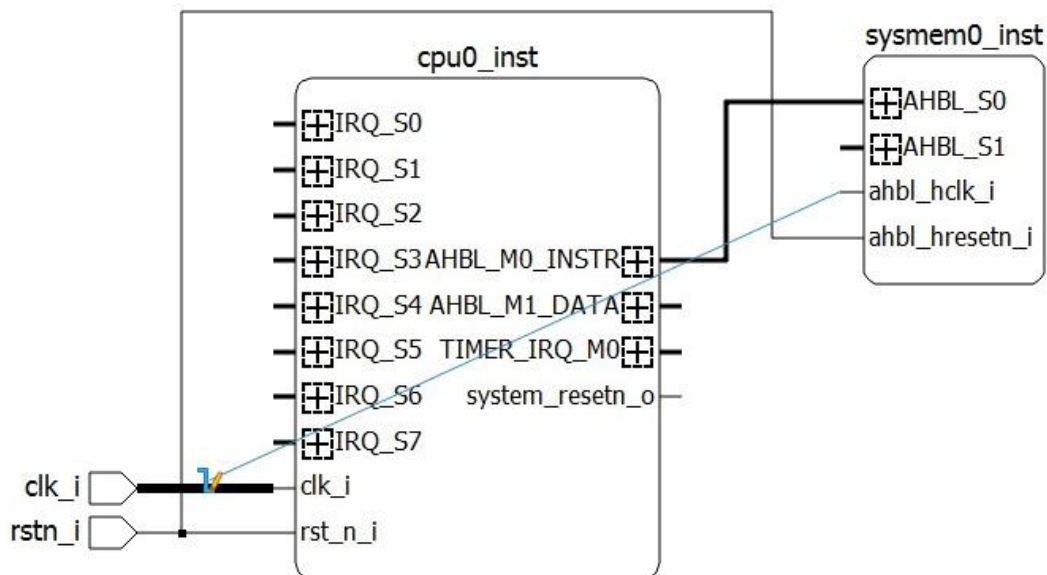 sysmem0_inst
cpu0_inst
AHBL_S0
IRQ_S0
AHBL_S1
IRQ_S1
ahbl_hclk_i
IRQ_S2
ahbl_hresetn_i
IRQ_S3 AHBL_M0_INSTR
IRQ_S4 AHBL_M1_DATA
IRQ_S5 TIMER_IRQ_M0
IRQ_S6 system_resetn_o
IRQ_S7
clk_i clk_i
rstn_i rst_n_i